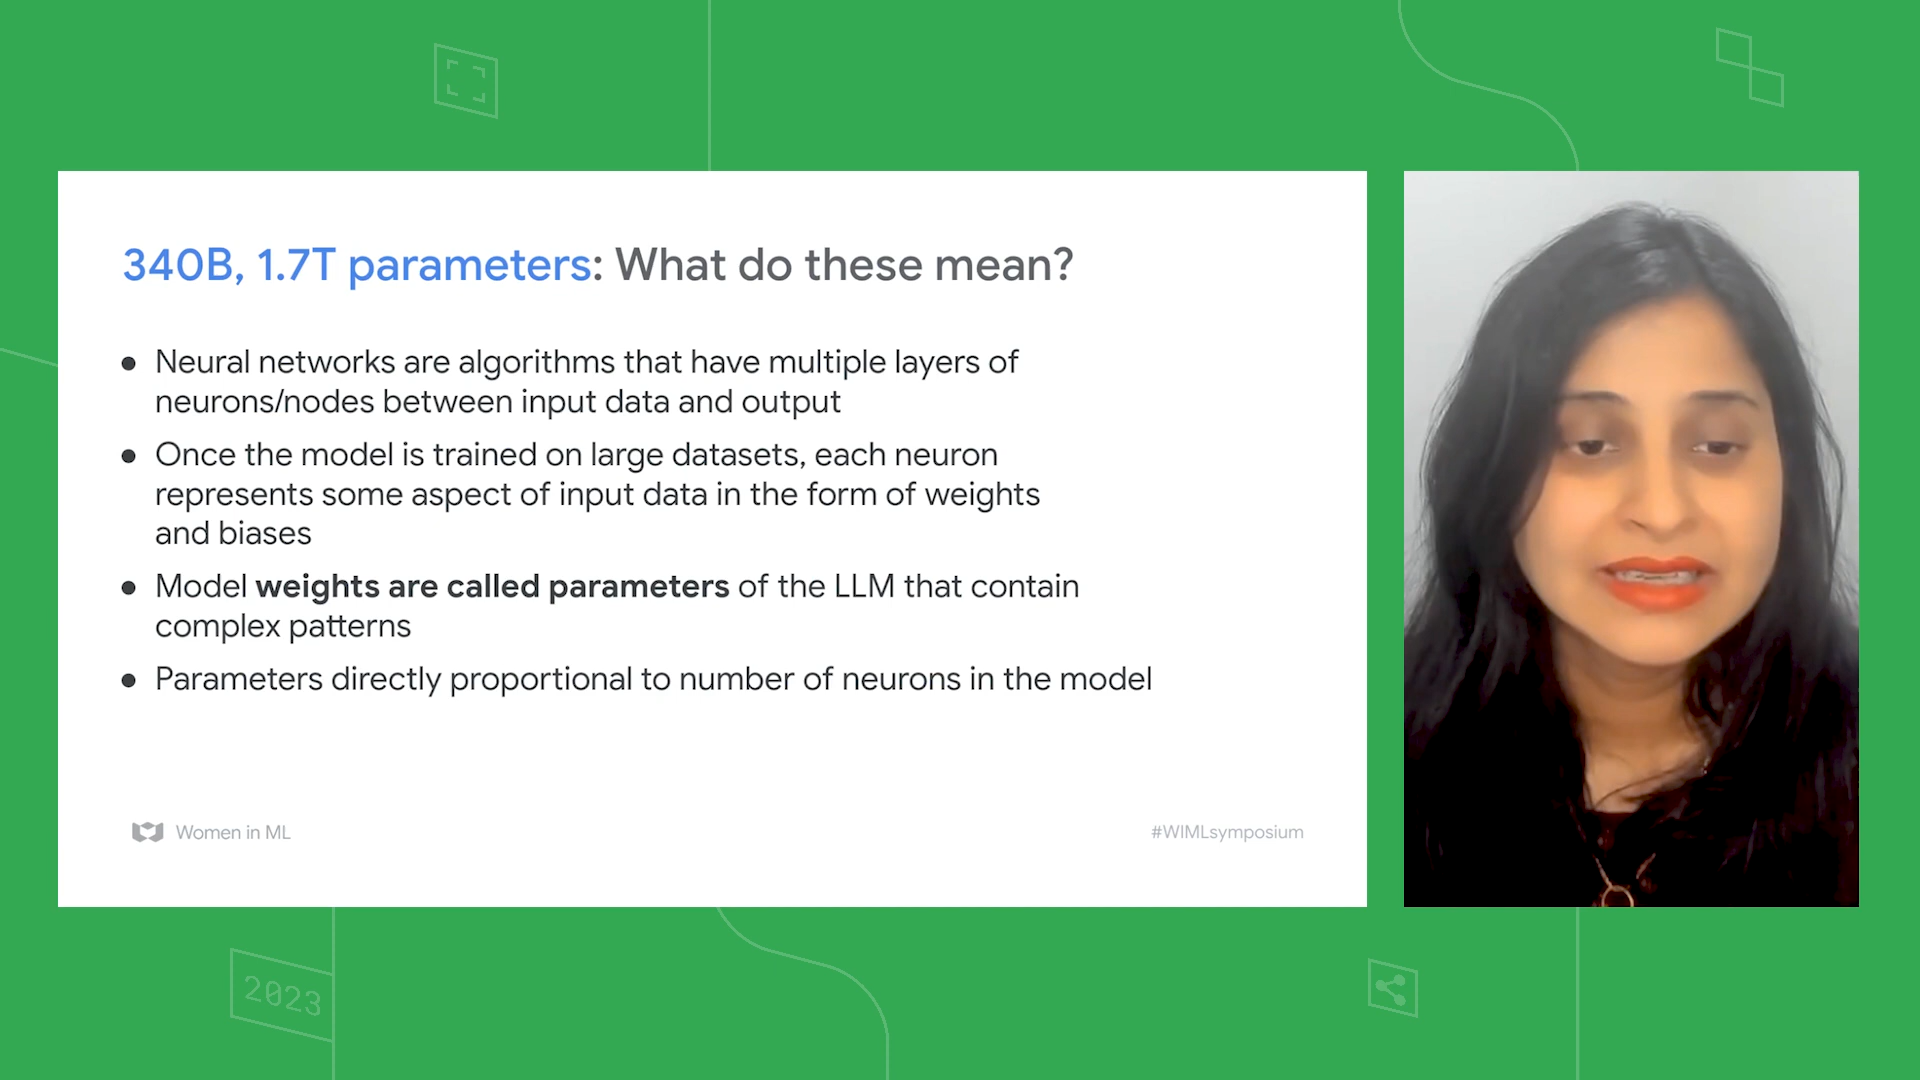 340B, 1.7T parameters: What do these mean?
● Neural networks are algorithms that have multiple layers of
neurons/nodes between input data and output
● Once the model is trained on large datasets, each neuron
represents some aspect of input data in the form of weights
and biases
● Model weights are called parameters of the LLM that contain
complex patterns
● Parameters directly proportional to number of neurons in the model
Women in ML
#WIMLsymposium
2023